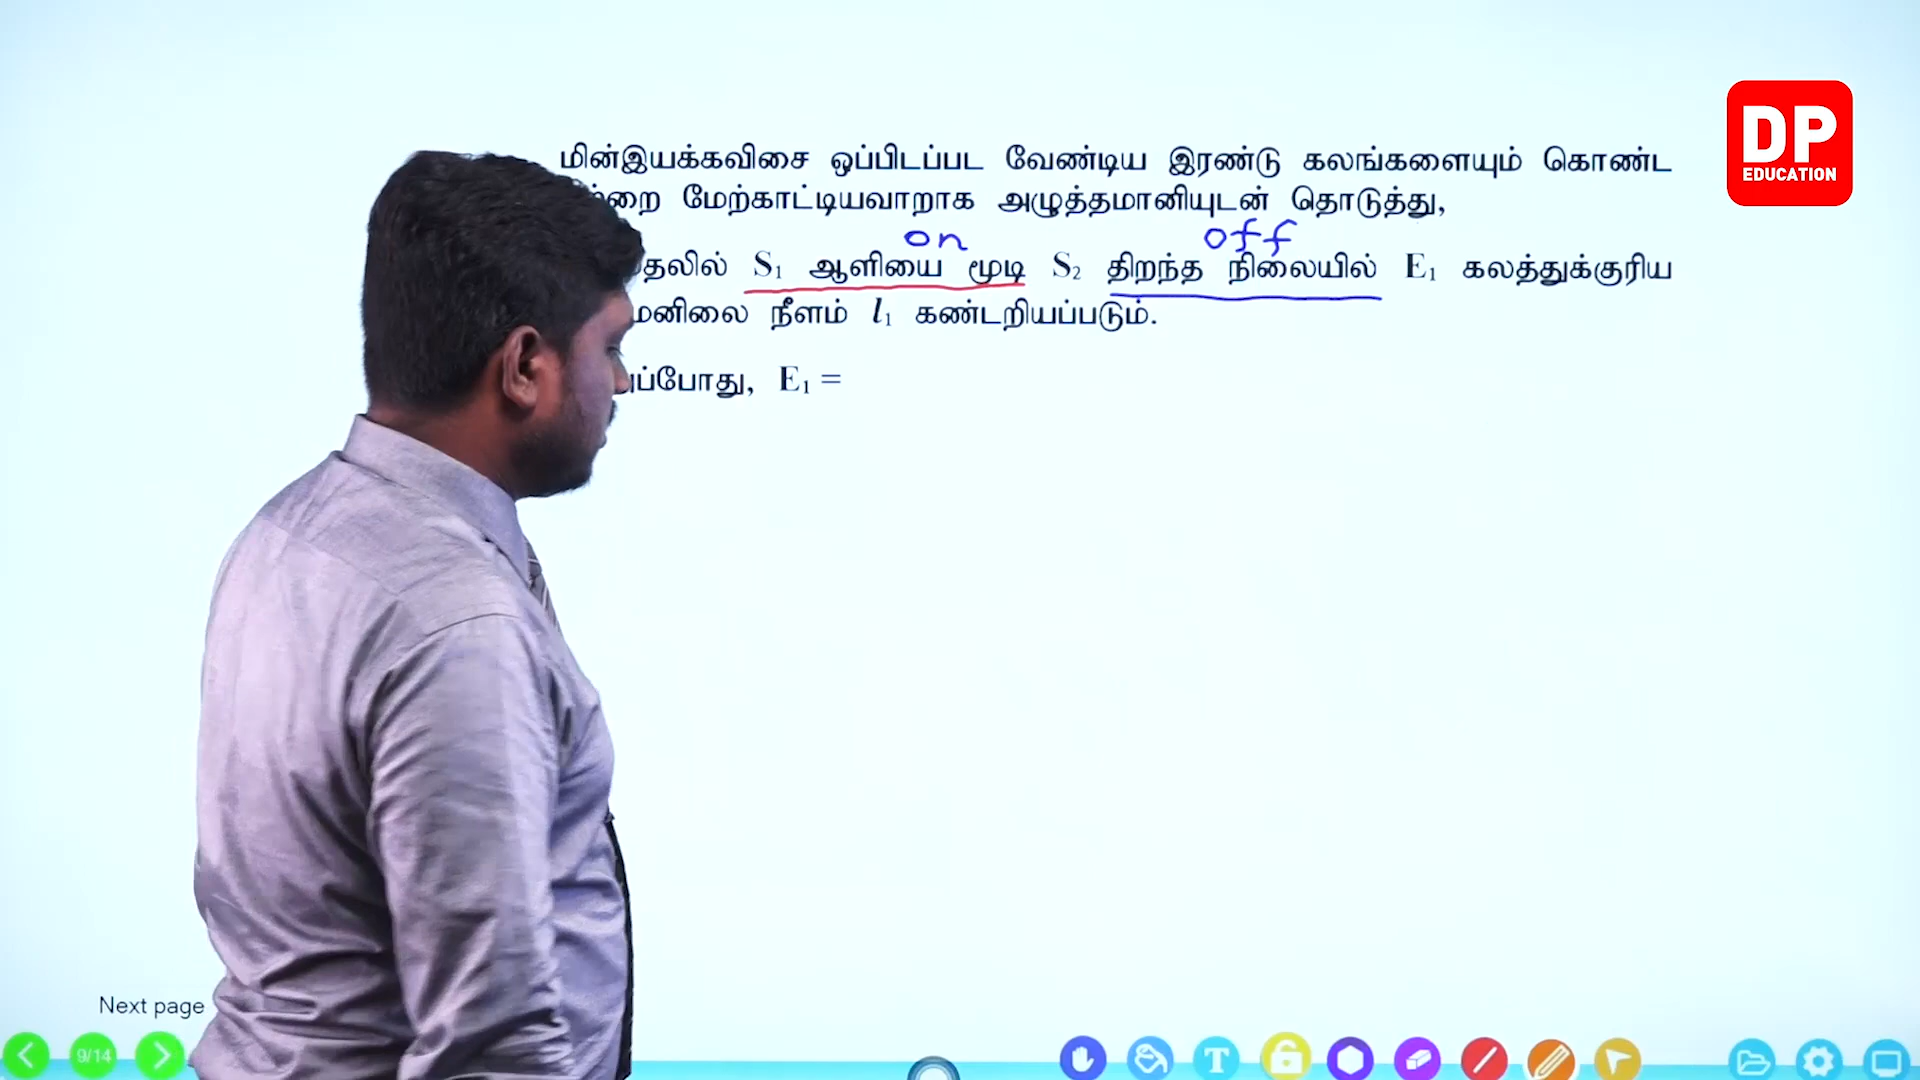 மின்இயக்கவிசை ஒப்பிடப்பட வேண்டிய இரண்டு கலங்களையும் கொண்ட
மேற்காட்டியவாறாக அழுத்தமானியுடன் தொடுத்து,
on off
S₁ ஆளியை மூடி S₂ திறந்த நிலையில் E₁ கலத்துக்குரிய
நீளம் l₁ கண்டறியப்படும்.
E₁ =
DP
EDUCATION
Next page
9/14
T